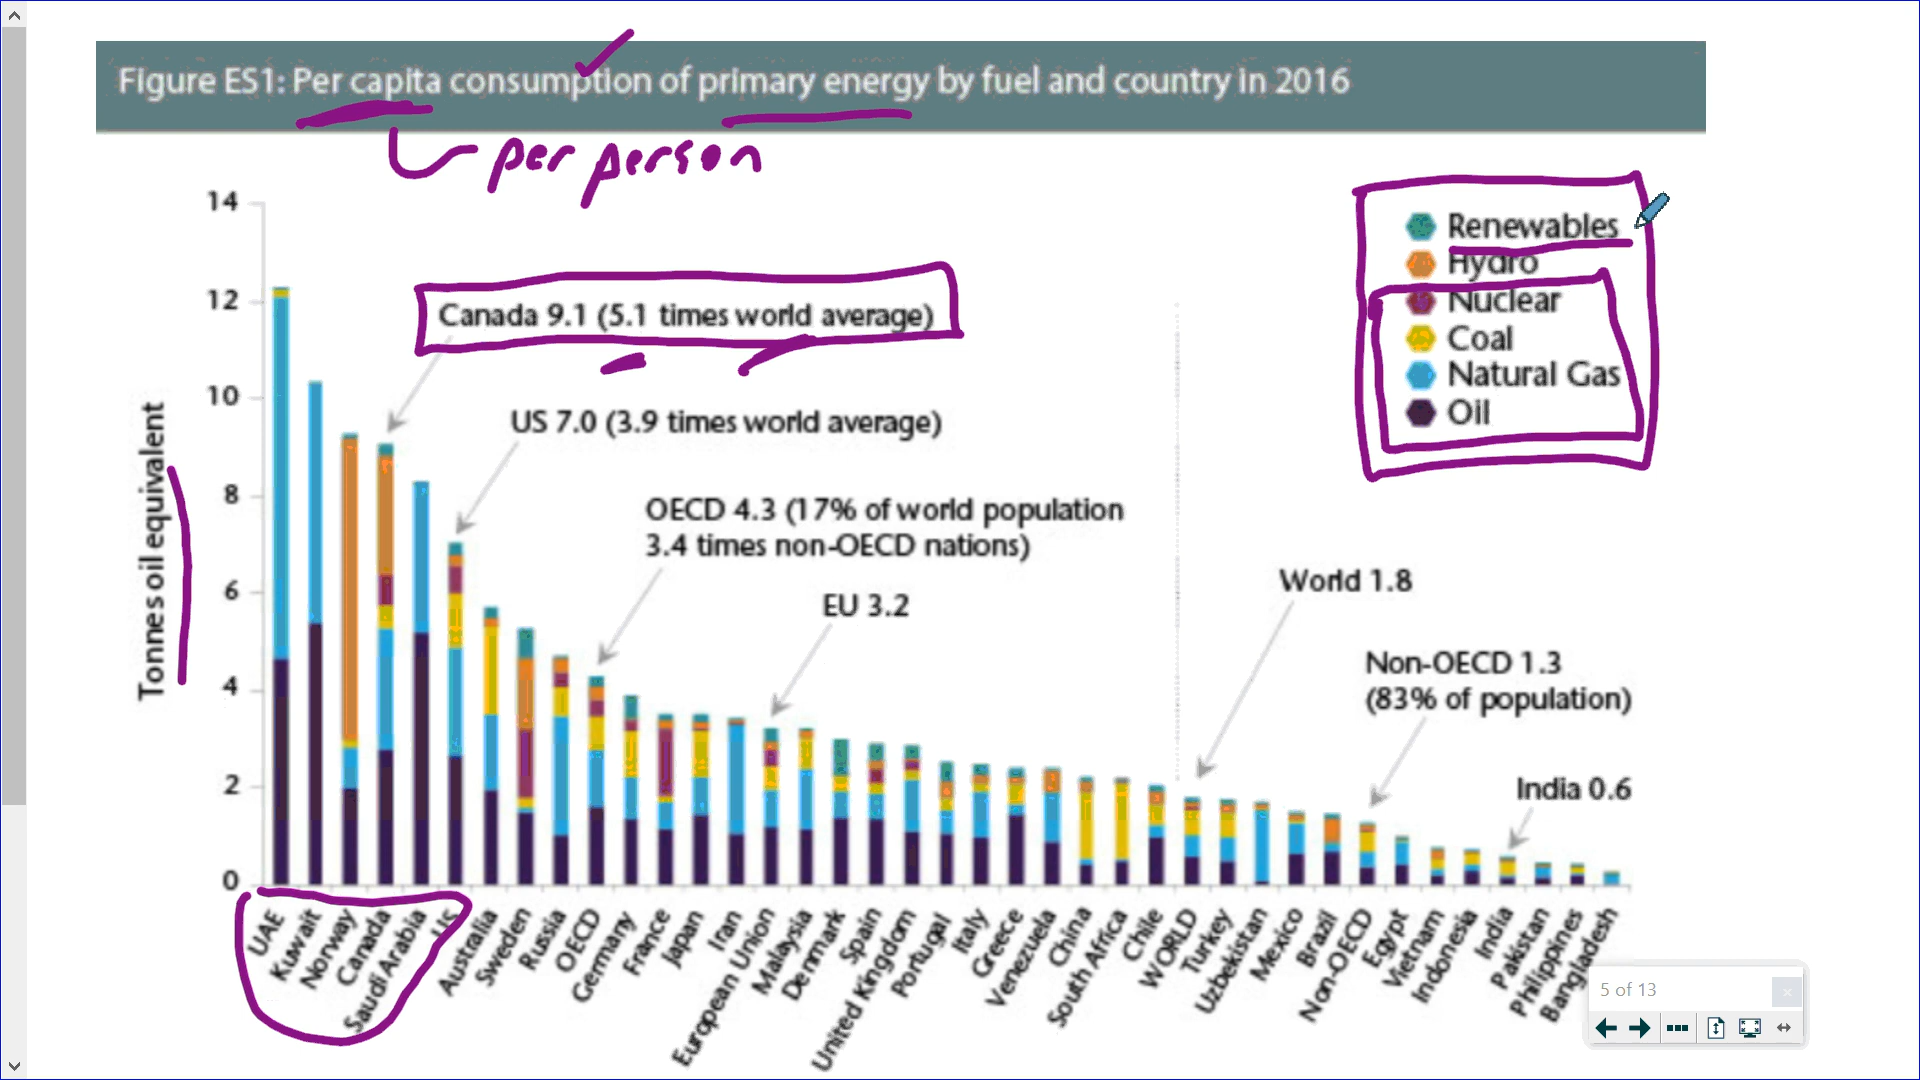 Figure ES1: Per capita consumption of primary energy by fuel and country in 2016
per person
14
12
10
8
6
4
2
0
Tonnes oil equivalent
Canada 9.1 (5.1 times world average)
US 7.0 (3.9 times world average)
OECD 4.3 (17% of world population
3.4 times non-OECD nations)
EU 3.2
World 1.8
Non-OECD 1.3
(83% of population)
India 0.6
Renewables
Hydro
Nuclear
Coal
Natural Gas
Oil
UAE
Kuwait
Norway
Canada
Saudi Arabia
US
Australia
Sweden
Russia
OECD
Germany
France
Japan
Iran
European Union
Malaysia
Denmark
Spain
United Kingdom
Portugal
Italy
Greece
Venezuela
China
South Africa
Chile
WORLD
Turkey
Uzbekistan
Mexico
Brazil
Non-OECD
Egypt
Vietnam
Indonesia
India
Pakistan
Philippines
Bangladesh
5 of 13